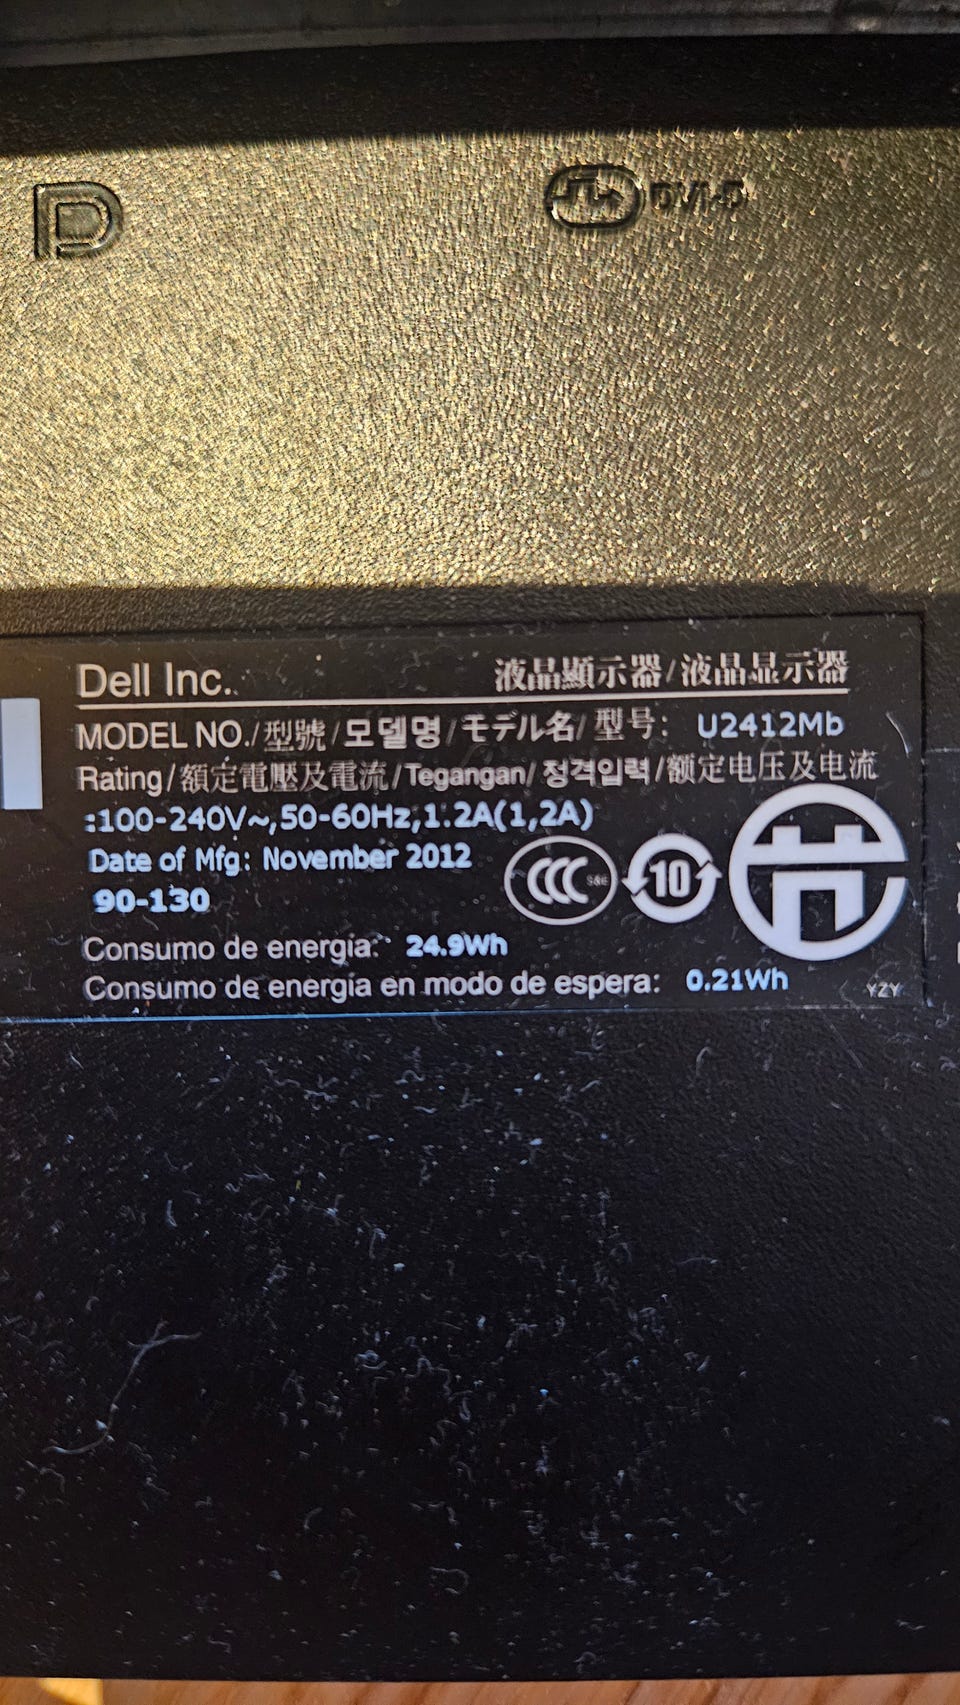 DVI-D
Dell Inc. 液晶顯示器/液晶显示器
MODEL NO./型號/모델명/モデル名/型号: U2412Mb
Rating/額定電壓及電流/Tegangan/정격입력/额定电压及电流
:100-240V~,50-60Hz,1.2A(1,2A)
Date of Mfg: November 2012
90-130
CCC S&E
10
Consumo de energia: 24.9Wh
Consumo de energia en modo de espera: 0.21Wh
YZY